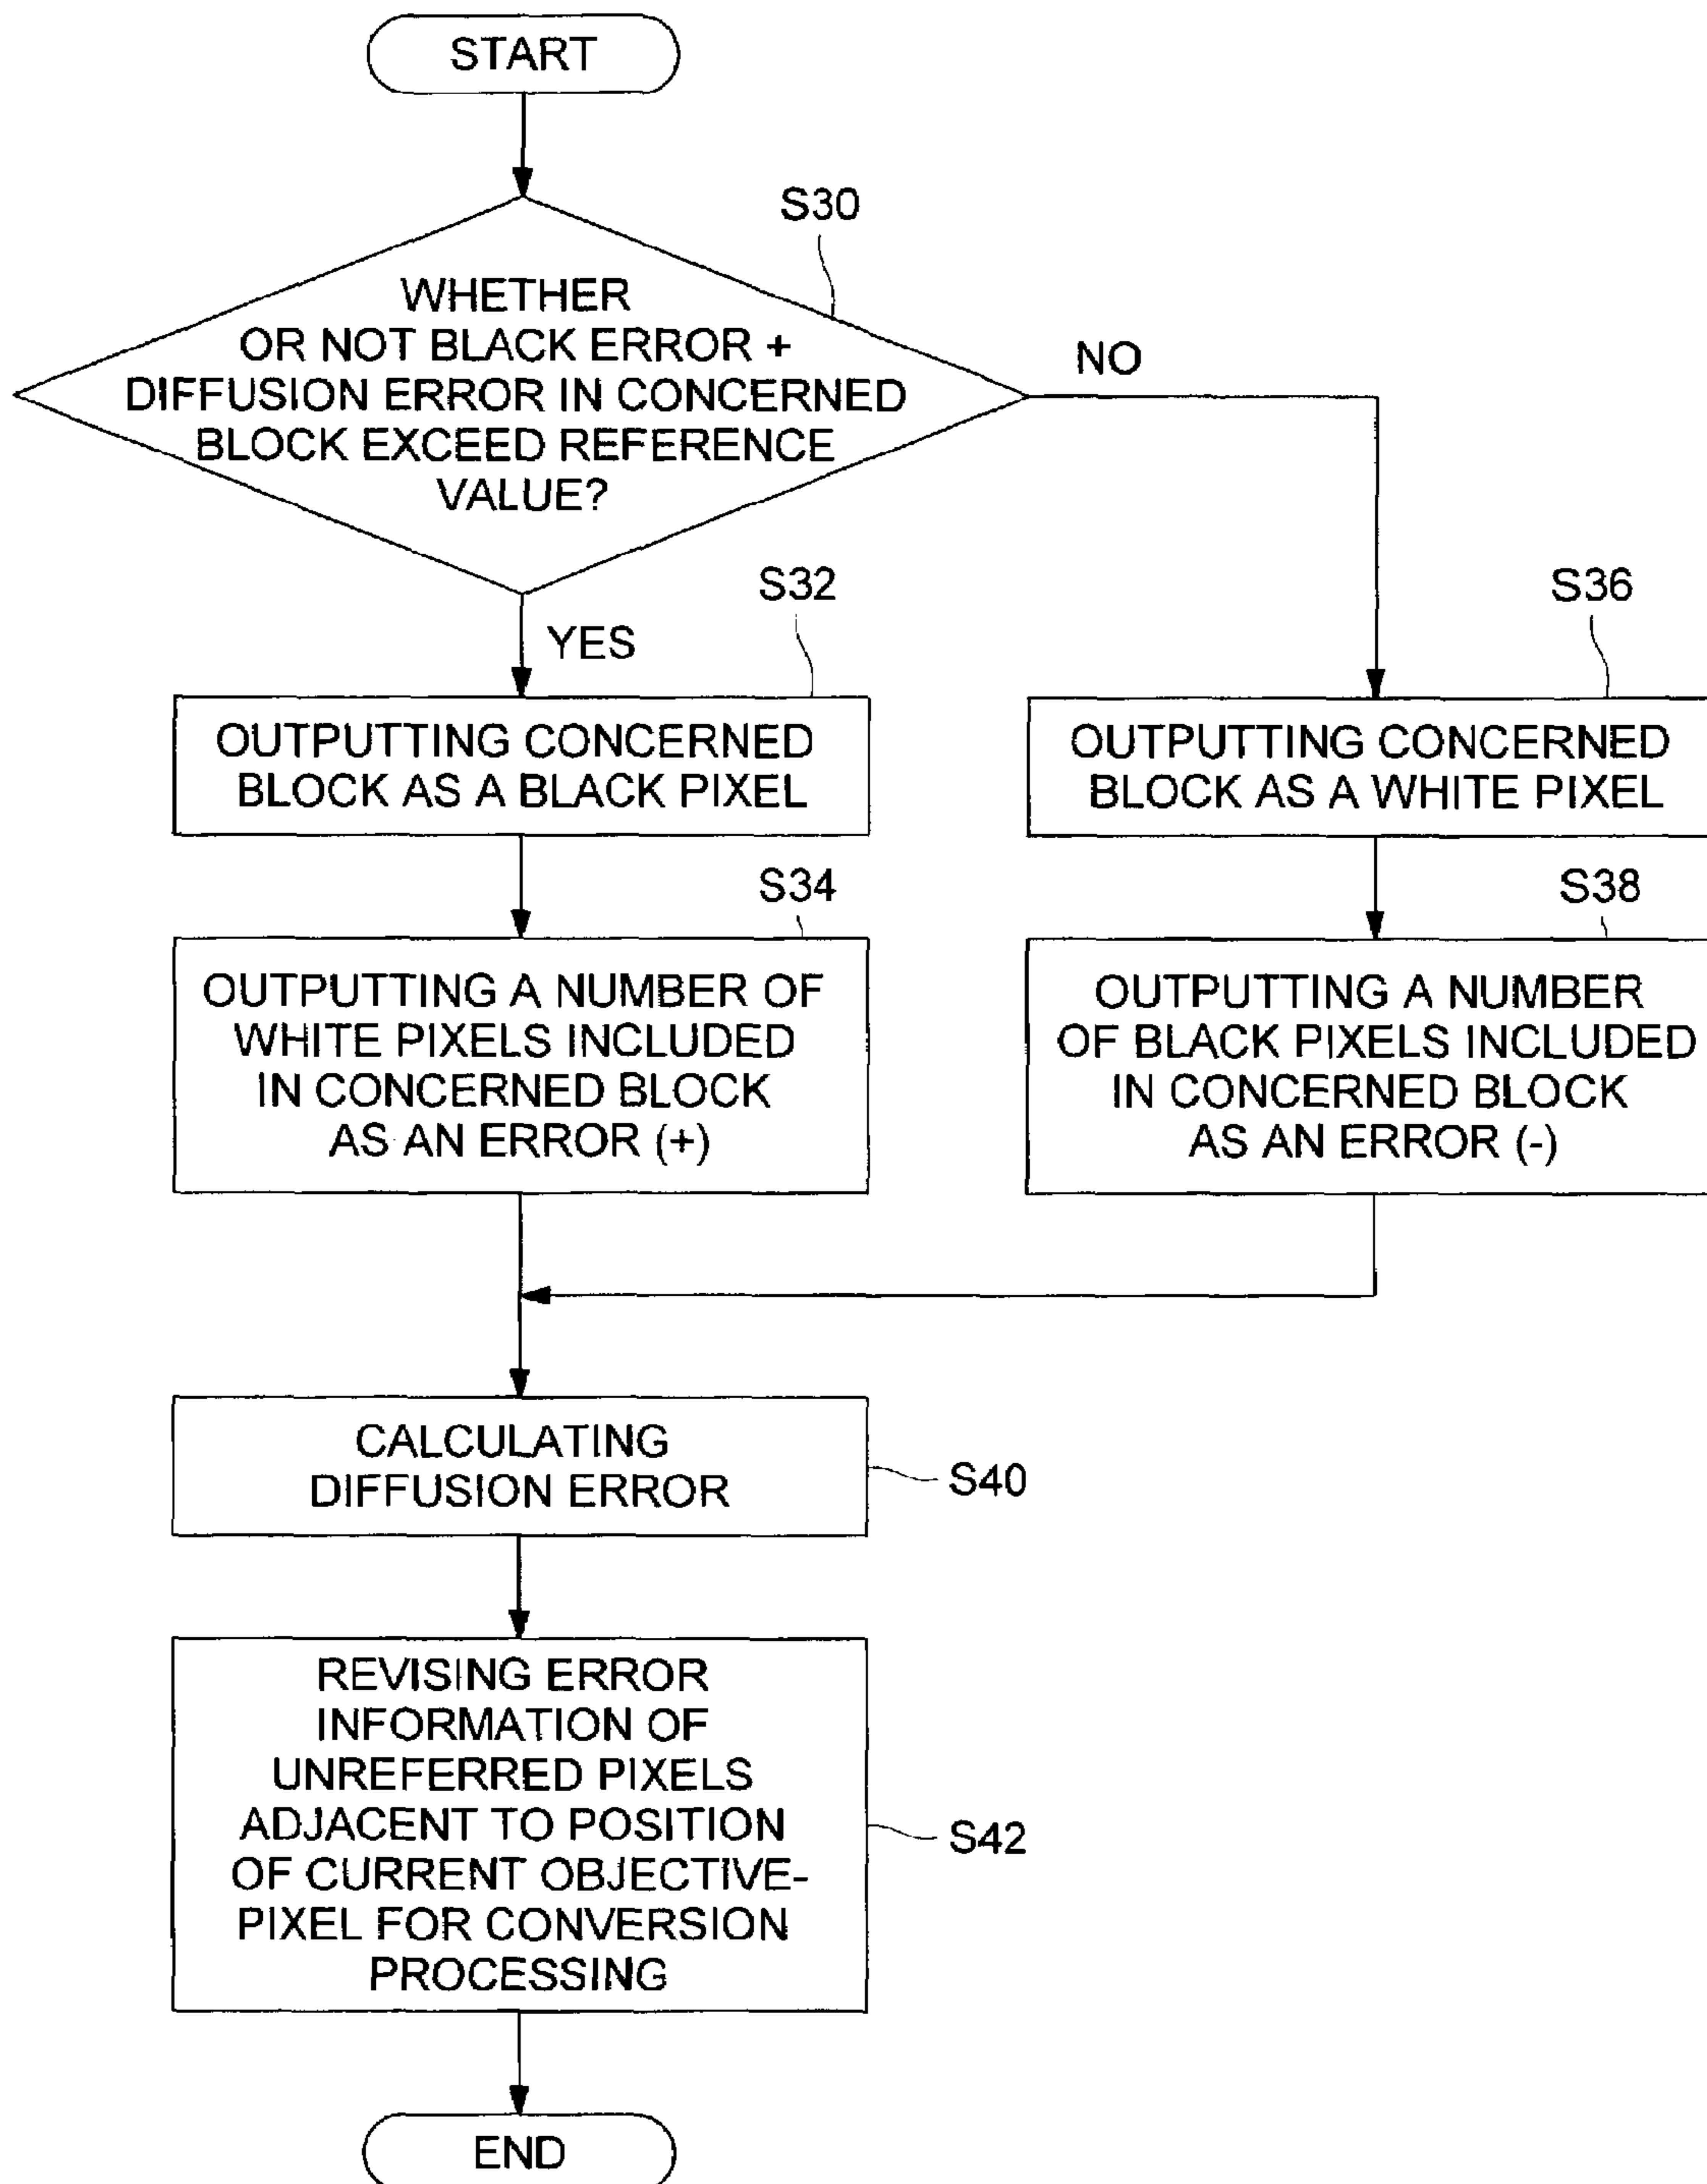 START
S30
WHETHER
OR NOT BLACK ERROR +
DIFFUSION ERROR IN CONCERNED
BLOCK EXCEED REFERENCE
VALUE?
NO
YES
S32
OUTPUTTING CONCERNED
BLOCK AS A BLACK PIXEL
S36
OUTPUTTING CONCERNED
BLOCK AS A WHITE PIXEL
S34
OUTPUTTING A NUMBER OF
WHITE PIXELS INCLUDED
IN CONCERNED BLOCK
AS AN ERROR (+)
S38
OUTPUTTING A NUMBER
OF BLACK PIXELS INCLUDED
IN CONCERNED BLOCK
AS AN ERROR (-)
CALCULATING
DIFFUSION ERROR
S40
REVISING ERROR
INFORMATION OF
UNREFERRED PIXELS
ADJACENT TO POSITION
OF CURRENT OBJECTIVE-
PIXEL FOR CONVERSION
PROCESSING
S42
END